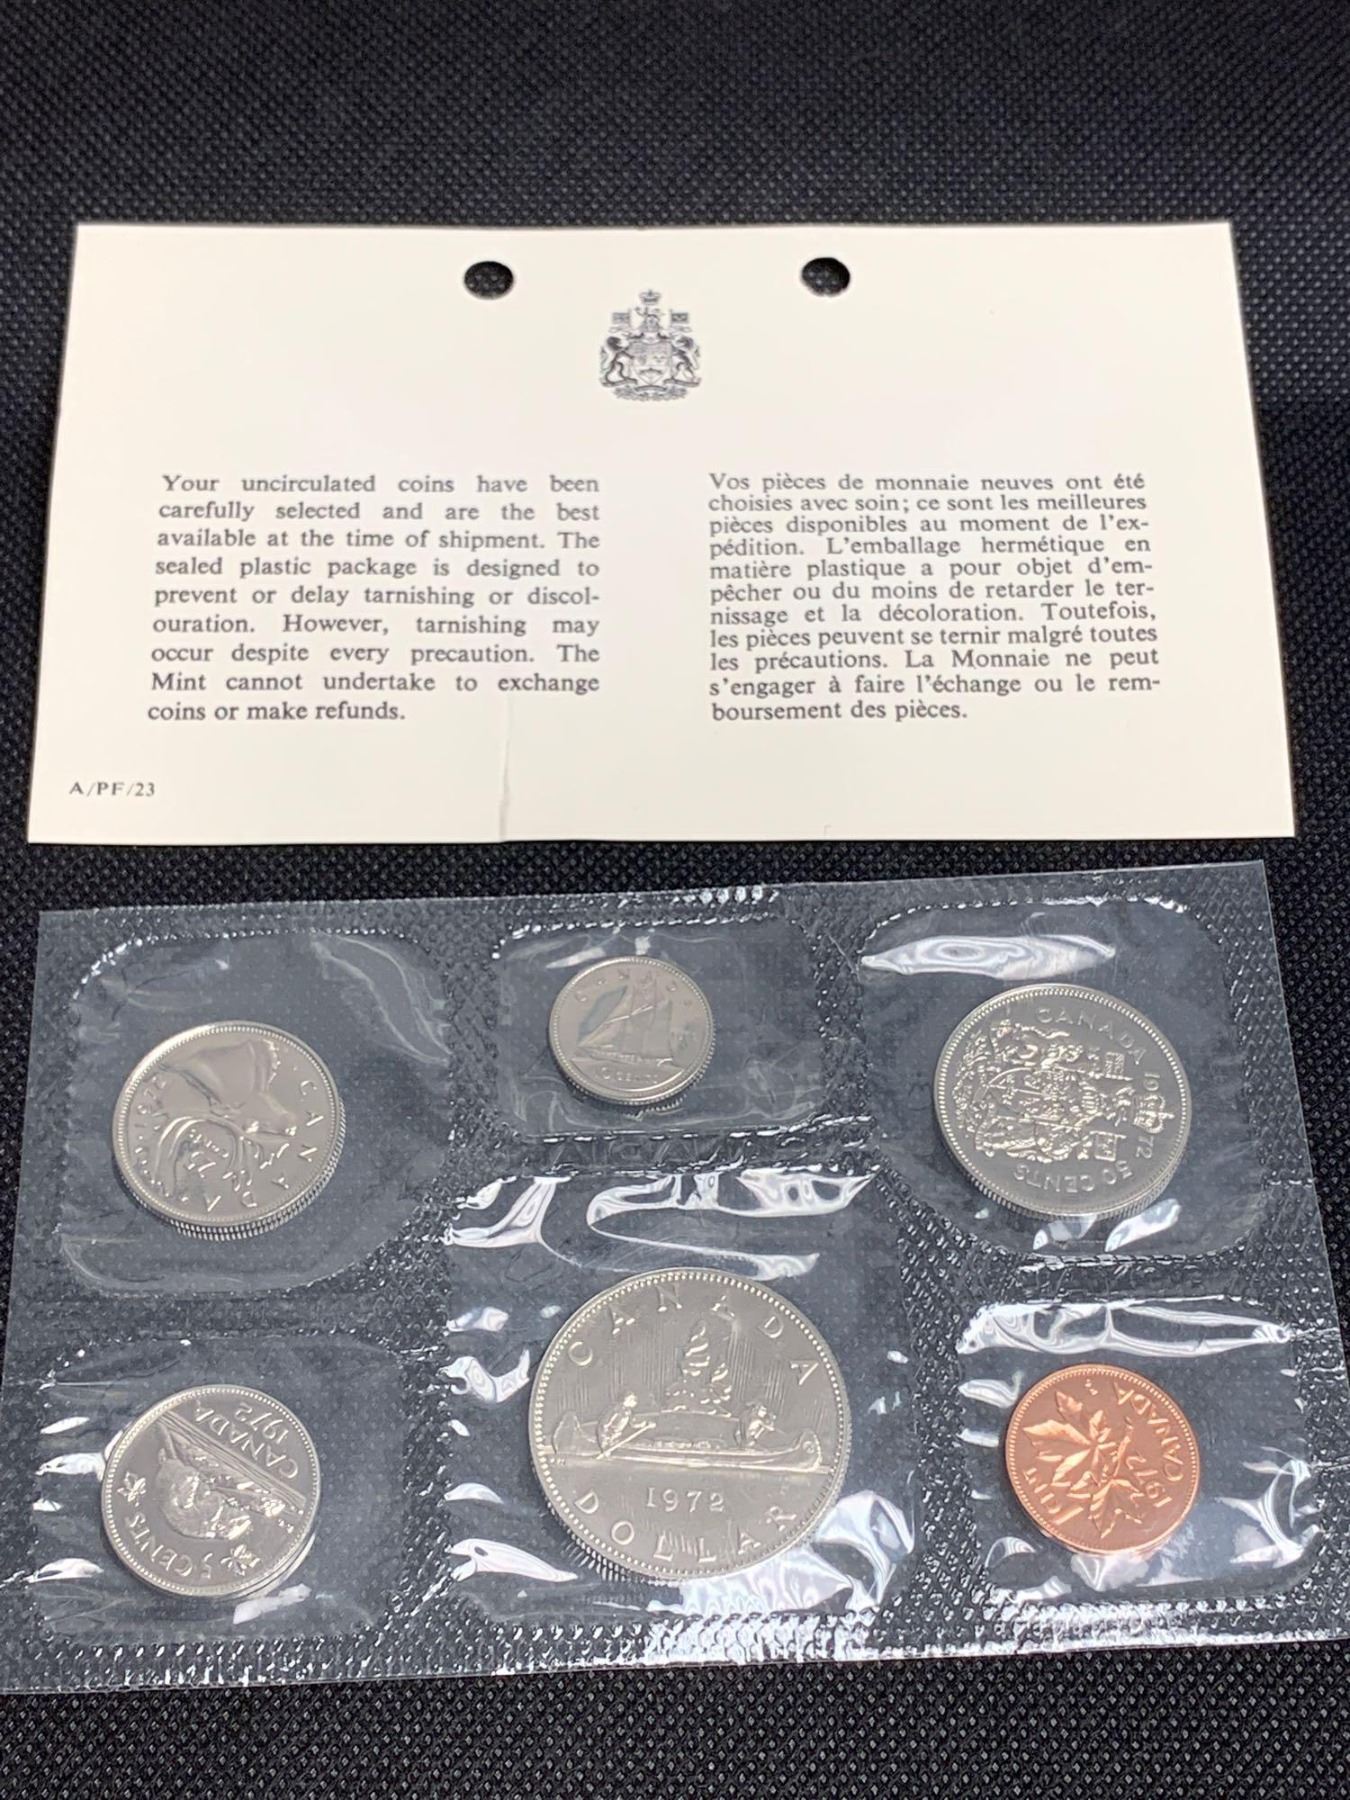 Your uncirculated coins have been
carefully selected and are the best
available at the time of shipment. The
sealed plastic package is designed to
prevent or delay tarnishing or discol-
ouration. However, tarnishing may
occur despite every precaution. The
Mint cannot undertake to exchange
coins or make refunds.
Vos pièces de monnaie neuves ont été
choisies avec soin; ce sont les meilleures
pièces disponibles au moment de l'ex-
pédition. L'emballage hermétique en
matière plastique a pour objet d'em-
pêcher ou du moins de retarder le ter-
nissage et la décoloration. Toutefois,
les pièces peuvent se ternir malgré toutes
les précautions. La Monnaie ne peut
s'engager à faire l'échange ou le rem-
boursement des pièces.
A/PF/23
CANADA
1972
CANADA
CANADA
1972
50 CENTS
5 CENTS
CANADA
1972
CANADA
1972
DOLLAR
CANADA
1972